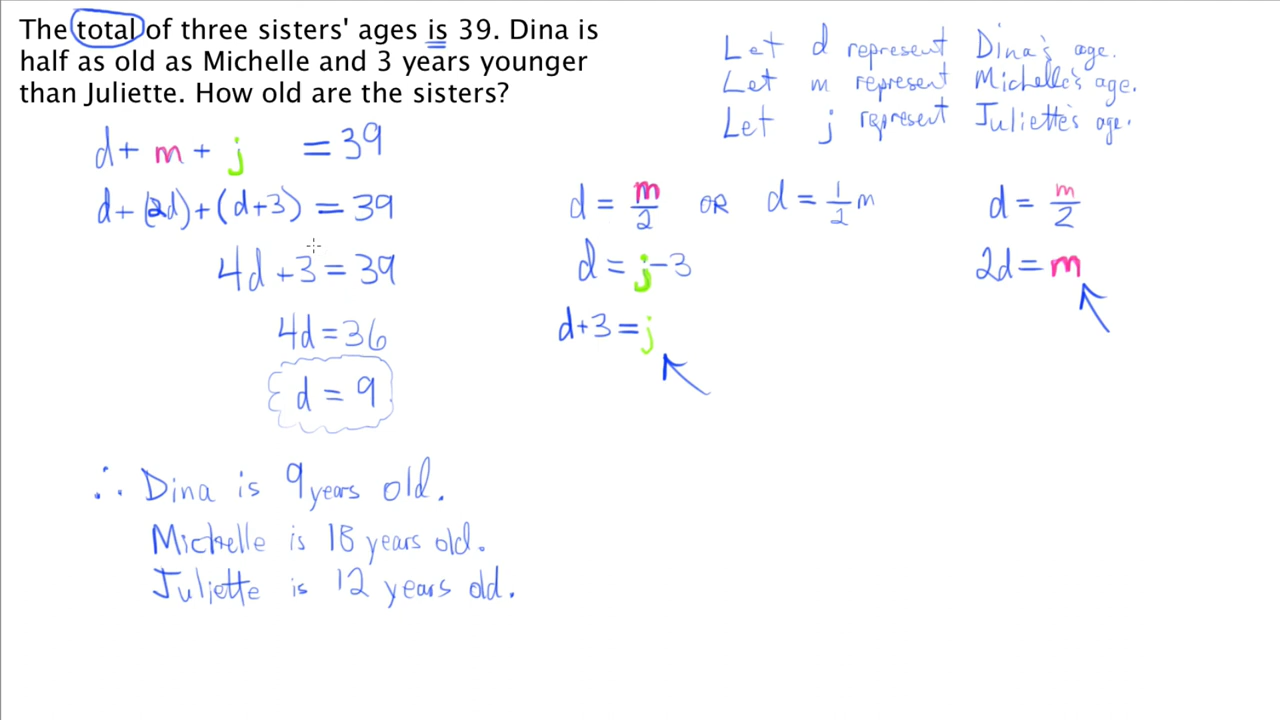 The total of three sisters' ages is 39. Dina is
half as old as Michelle and 3 years younger
than Juliette. How old are the sisters?
Let d represent Dina's age.
Let m represent Michelle's age.
Let j represent Juliette's age.
d + m + j = 39
d + (2d) + (d+3) = 39
4d + 3 = 39
4d = 36
d = 9
d = m/2 OR d = 1/2 m
d = j - 3
d + 3 = j
d = m/2
2d = m
∴ Dina is 9 years old.
Michelle is 18 years old.
Juliette is 12 years old.